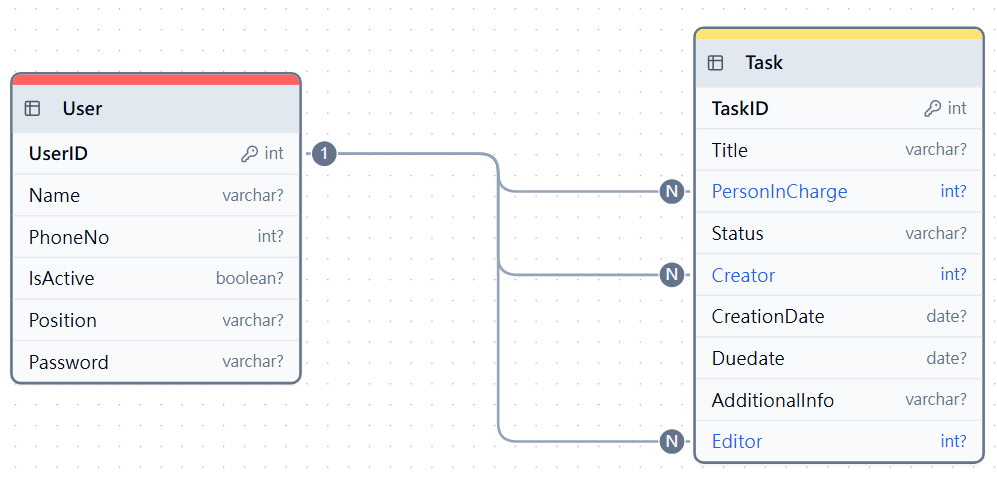 User
UserID int
Name varchar?
PhoneNo int?
IsActive boolean?
Position varchar?
Password varchar?
1
N
N
N
Task
TaskID int
Title varchar?
PersonInCharge int?
Status varchar?
Creator int?
CreationDate date?
Duedate date?
AdditionalInfo varchar?
Editor int?